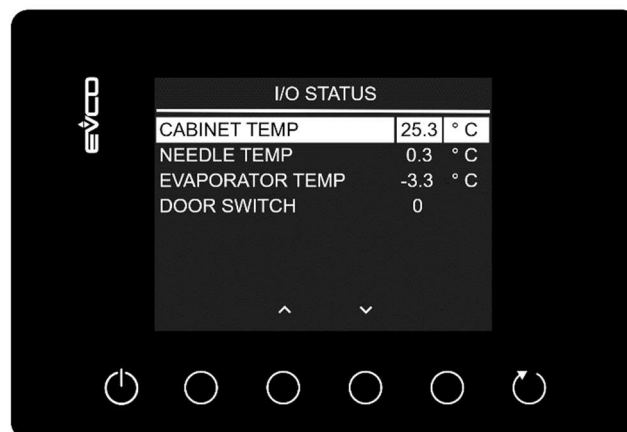 evco
I/O STATUS
CABINET TEMP 25.3 ° C
NEEDLE TEMP 0.3 ° C
EVAPORATOR TEMP -3.3 ° C
DOOR SWITCH 0